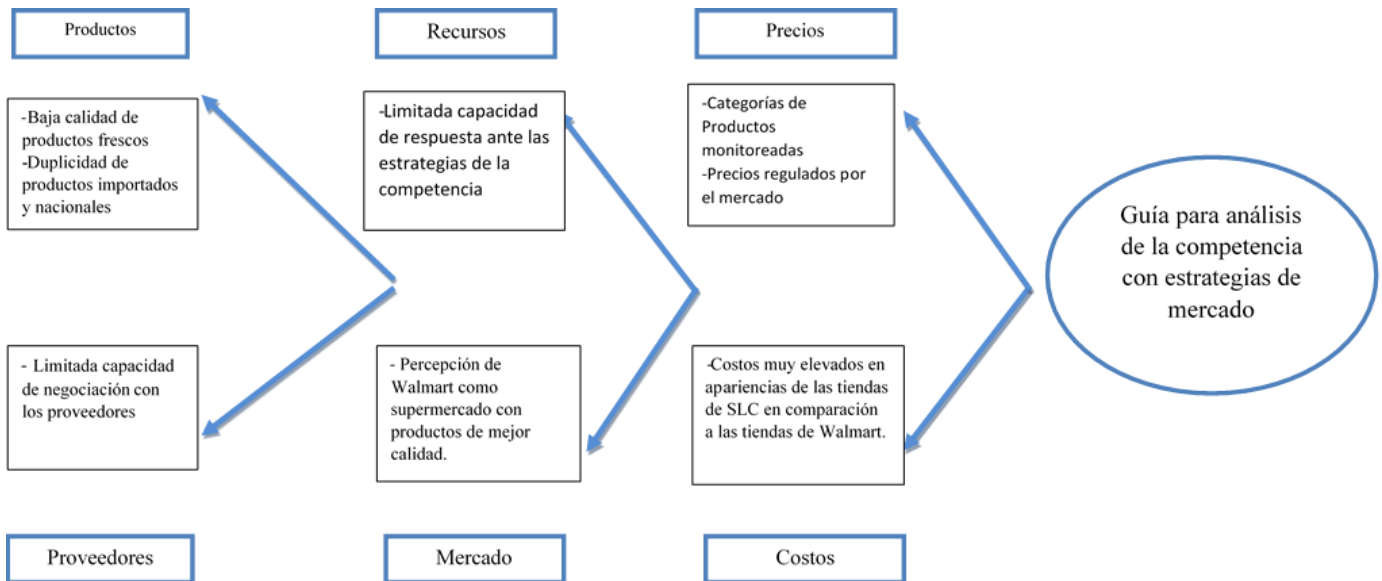 Productos
Recursos
Precios
-Baja calidad de
productos frescos
-Duplicidad de
productos importados
y nacionales
-Limitada capacidad
de respuesta ante las
estrategias de la
competencia
-Categorías de
Productos
monitoreadas
-Precios regulados por
el mercado
Guía para análisis
de la competencia
con estrategias de
mercado
- Limitada capacidad
de negociación con
los proveedores
- Percepción de
Walmart como
supermercado con
productos de mejor
calidad.
-Costos muy elevados en
apariencias de las tiendas
de SLC en comparación
a las tiendas de Walmart.
Proveedores
Mercado
Costos